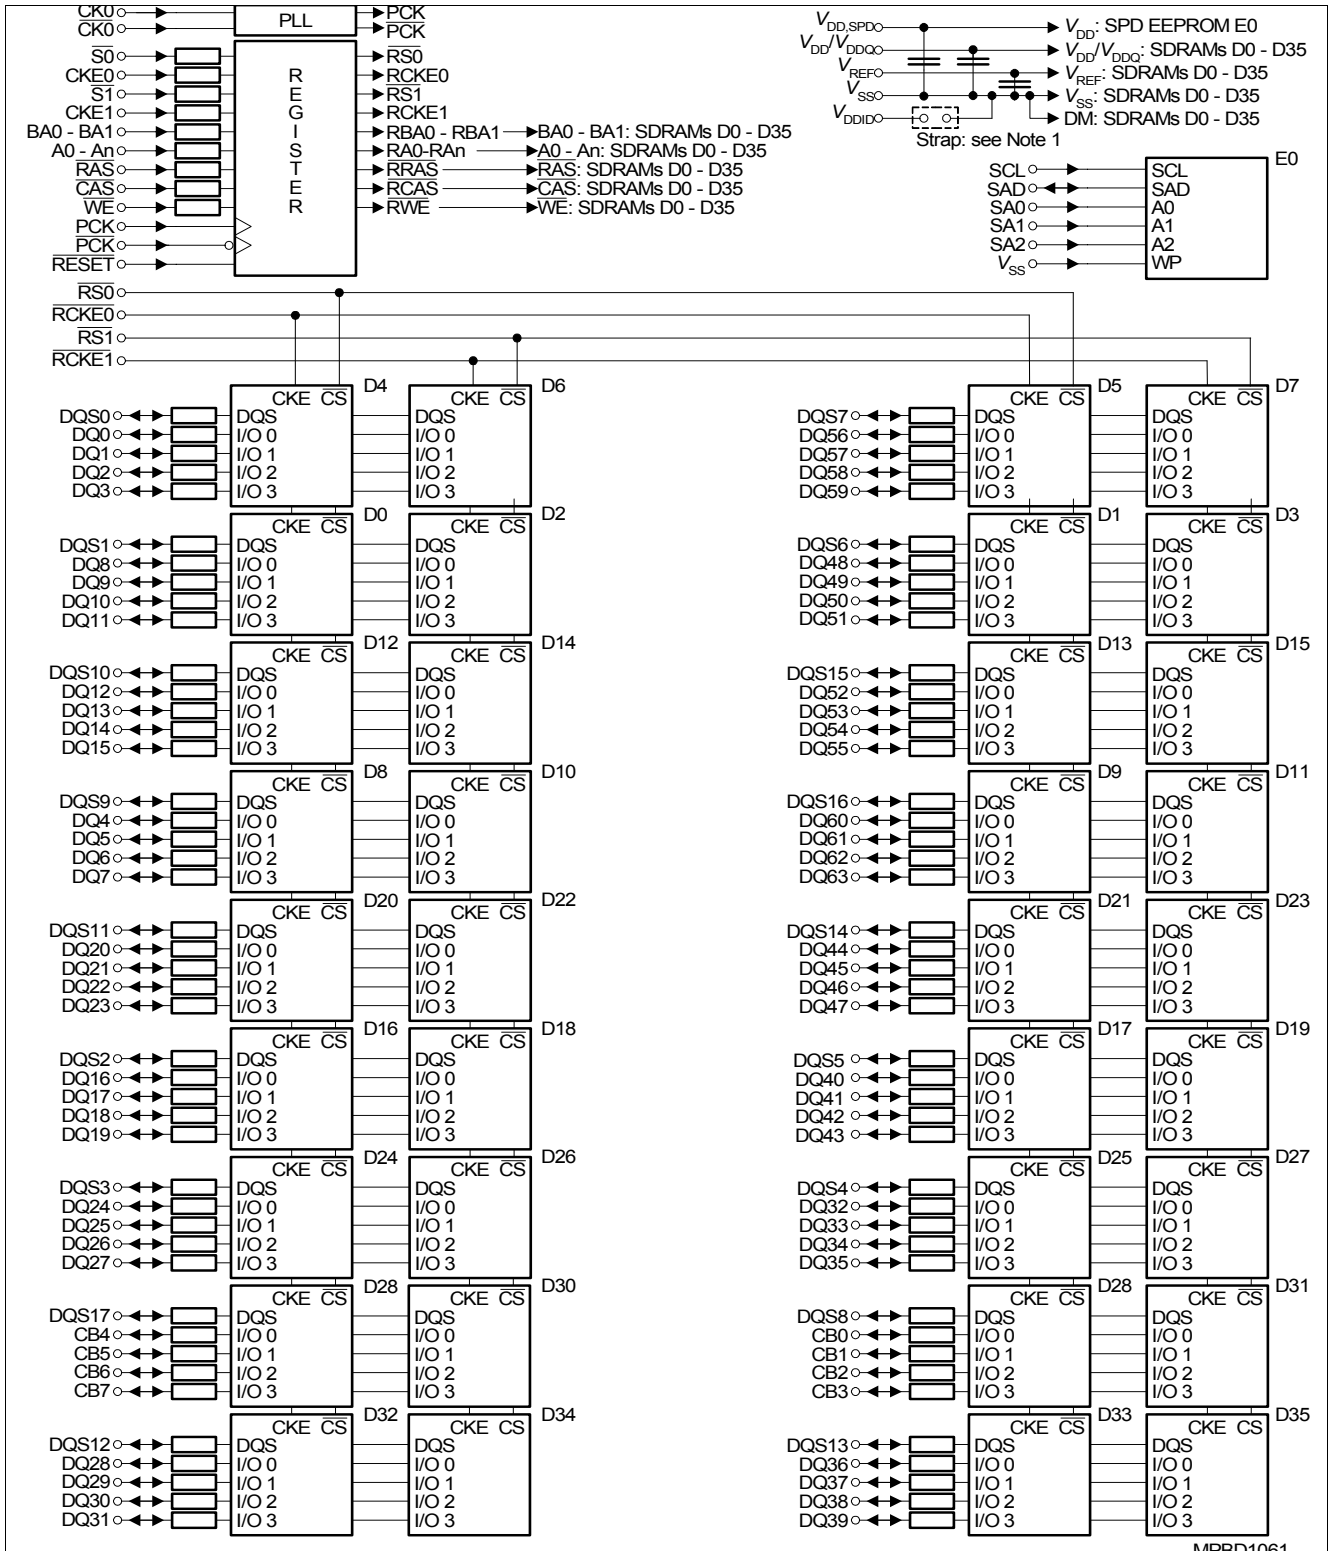 CK0 PLL PCK
CK0 PCK
S0 RS0
CKE0 RCKE0
S1 RS1
CKE1 RCKE1
BA0 - BA1 RBA0 - RBA1 BA0 - BA1: SDRAMs D0 - D35
A0 - An RA0-RAn A0 - An: SDRAMs D0 - D35
RAS RRAS RAS: SDRAMs D0 - D35
CAS RCAS CAS: SDRAMs D0 - D35
WE RWE WE: SDRAMs D0 - D35
PCK
PCK
RESET
REGISTER
VDD,SPD VDD: SPD EEPROM E0
VDD/VDDQ VDD/VDDQ: SDRAMs D0 - D35
VREF VREF: SDRAMs D0 - D35
VSS VSS: SDRAMs D0 - D35
VDDID DM: SDRAMs D0 - D35
Strap: see Note 1
E0
SCL SCL
SAD SAD
SA0 A0
SA1 A1
SA2 A2
VSS WP
RS0
RCKE0
RS1
RCKE1
D4 D6 D5 D7
CKE CS CKE CS CKE CS CKE CS
DQS0 DQS DQS DQS7 DQS DQS
DQ0 I/O 0 I/O 0 DQ56 I/O 0 I/O 0
DQ1 I/O 1 I/O 1 DQ57 I/O 1 I/O 1
DQ2 I/O 2 I/O 2 DQ58 I/O 2 I/O 2
DQ3 I/O 3 I/O 3 DQ59 I/O 3 I/O 3
D0 D2 D1 D3
CKE CS CKE CS CKE CS CKE CS
DQS1 DQS DQS DQS6 DQS DQS
DQ8 I/O 0 I/O 0 DQ48 I/O 0 I/O 0
DQ9 I/O 1 I/O 1 DQ49 I/O 1 I/O 1
DQ10 I/O 2 I/O 2 DQ50 I/O 2 I/O 2
DQ11 I/O 3 I/O 3 DQ51 I/O 3 I/O 3
D12 D14 D13 D15
CKE CS CKE CS CKE CS CKE CS
DQS10 DQS DQS DQS15 DQS DQS
DQ12 I/O 0 I/O 0 DQ52 I/O 0 I/O 0
DQ13 I/O 1 I/O 1 DQ53 I/O 1 I/O 1
DQ14 I/O 2 I/O 2 DQ54 I/O 2 I/O 2
DQ15 I/O 3 I/O 3 DQ55 I/O 3 I/O 3
D8 D10 D9 D11
CKE CS CKE CS CKE CS CKE CS
DQS9 DQS DQS DQS16 DQS DQS
DQ4 I/O 0 I/O 0 DQ60 I/O 0 I/O 0
DQ5 I/O 1 I/O 1 DQ61 I/O 1 I/O 1
DQ6 I/O 2 I/O 2 DQ62 I/O 2 I/O 2
DQ7 I/O 3 I/O 3 DQ63 I/O 3 I/O 3
D20 D22 D21 D23
CKE CS CKE CS CKE CS CKE CS
DQS11 DQS DQS DQS14 DQS DQS
DQ20 I/O 0 I/O 0 DQ44 I/O 0 I/O 0
DQ21 I/O 1 I/O 1 DQ45 I/O 1 I/O 1
DQ22 I/O 2 I/O 2 DQ46 I/O 2 I/O 2
DQ23 I/O 3 I/O 3 DQ47 I/O 3 I/O 3
D16 D18 D17 D19
CKE CS CKE CS CKE CS CKE CS
DQS2 DQS DQS DQS5 DQS DQS
DQ16 I/O 0 I/O 0 DQ40 I/O 0 I/O 0
DQ17 I/O 1 I/O 1 DQ41 I/O 1 I/O 1
DQ18 I/O 2 I/O 2 DQ42 I/O 2 I/O 2
DQ19 I/O 3 I/O 3 DQ43 I/O 3 I/O 3
D24 D26 D25 D27
CKE CS CKE CS CKE CS CKE CS
DQS3 DQS DQS DQS4 DQS DQS
DQ24 I/O 0 I/O 0 DQ32 I/O 0 I/O 0
DQ25 I/O 1 I/O 1 DQ33 I/O 1 I/O 1
DQ26 I/O 2 I/O 2 DQ34 I/O 2 I/O 2
DQ27 I/O 3 I/O 3 DQ35 I/O 3 I/O 3
D28 D30 D28 D31
CKE CS CKE CS CKE CS CKE CS
DQS17 DQS DQS DQS8 DQS DQS
CB4 I/O 0 I/O 0 CB0 I/O 0 I/O 0
CB5 I/O 1 I/O 1 CB1 I/O 1 I/O 1
CB6 I/O 2 I/O 2 CB2 I/O 2 I/O 2
CB7 I/O 3 I/O 3 CB3 I/O 3 I/O 3
D32 D34 D33 D35
CKE CS CKE CS CKE CS CKE CS
DQS12 DQS DQS DQS13 DQS DQS
DQ28 I/O 0 I/O 0 DQ36 I/O 0 I/O 0
DQ29 I/O 1 I/O 1 DQ37 I/O 1 I/O 1
DQ30 I/O 2 I/O 2 DQ38 I/O 2 I/O 2
DQ31 I/O 3 I/O 3 DQ39 I/O 3 I/O 3
MPBD1061